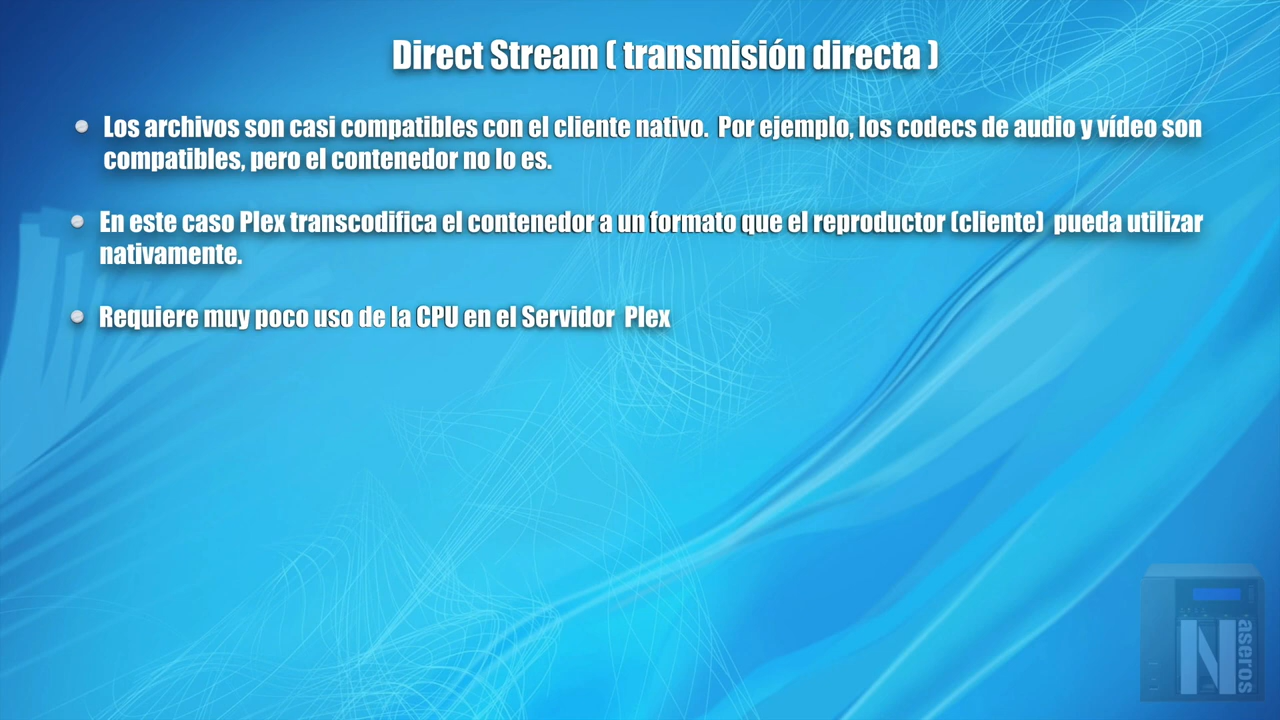 Direct Stream ( transmisión directa )
Los archivos son casi compatibles con el cliente nativo. Por ejemplo, los codecs de audio y vídeo son
compatibles, pero el contenedor no lo es.
En este caso Plex transcodifica el contenedor a un formato que el reproductor (cliente) pueda utilizar
nativamente.
Requiere muy poco uso de la CPU en el Servidor Plex
Naseros